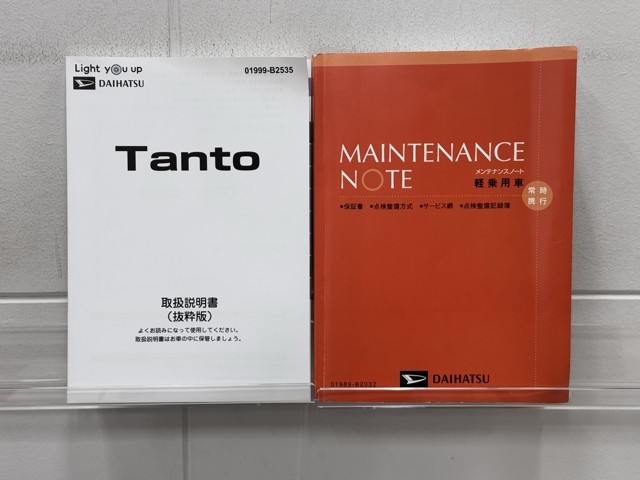 Light you up
DAIHATSU
01999-B2535
Tanto
取扱説明書
（抜粋版）
よくお読みになって使用してください。
取扱説明書はお車の中に保管しましょう。
MAINTENANCE
NOTE
メンテナンスノート
軽乗用車
常時
携行
●保証書 ●点検整備方式 ●サービス網 ●点検整備記録簿
01999-B2032
DAIHATSU